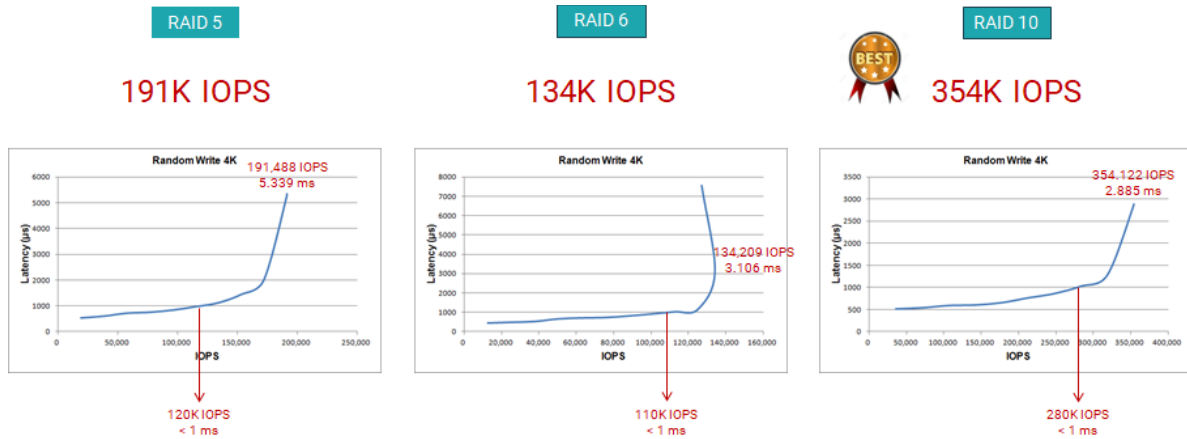 RAID 5
191K IOPS
Random Write 4K
191,488 IOPS
5.339 ms
6000
5000
4000
3000
2000
1000
0
Latency (µs)
0
50,000
100,000
150,000
200,000
250,000
IOPS
120K IOPS
< 1 ms
RAID 6
134K IOPS
Random Write 4K
134,209 IOPS
3.106 ms
8000
7000
6000
5000
4000
3000
2000
1000
0
Latency (µs)
0
20,000
40,000
60,000
80,000
100,000
120,000
140,000
160,000
IOPS
110K IOPS
< 1 ms
RAID 10
BEST
354K IOPS
Random Write 4K
354,122 IOPS
2.885 ms
3500
3000
2500
2000
1500
1000
500
0
Latency (µs)
0
50,000
100,000
150,000
200,000
250,000
300,000
350,000
400,000
IOPS
280K IOPS
< 1 ms